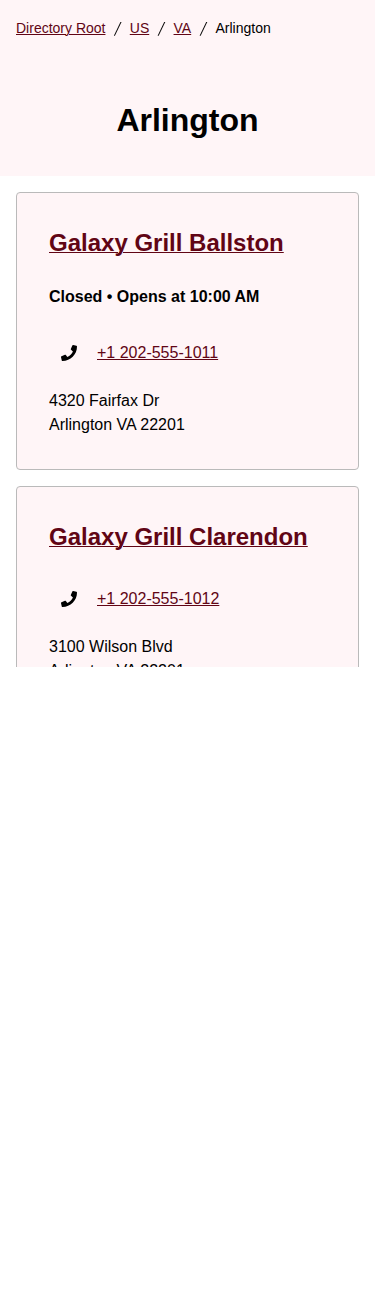 Directory Root / US / VA / Arlington
Arlington
Galaxy Grill Ballston
Closed • Opens at 10:00 AM
+1 202-555-1011
4320 Fairfax Dr
Arlington VA 22201
Galaxy Grill Clarendon
+1 202-555-1012
3100 Wilson Blvd